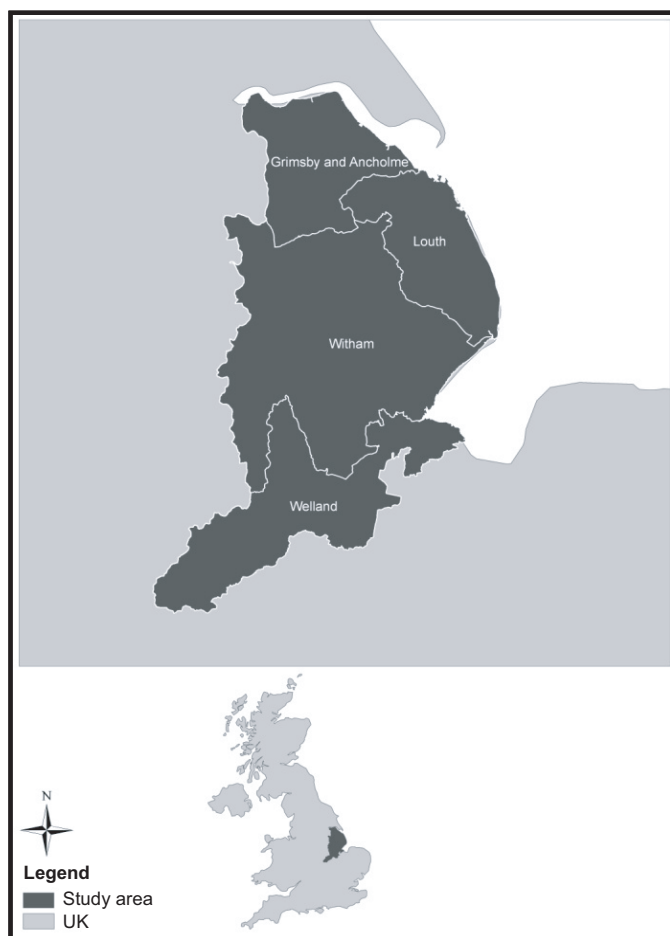 Grimsby and Ancholme
Louth
Witham
Welland
N
Legend
Study area
UK